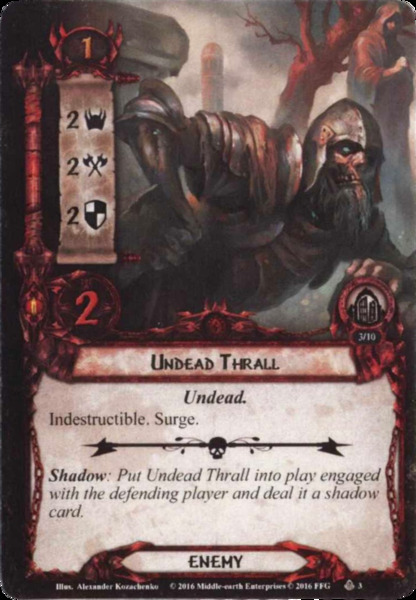 1
2
2
2
2
3/10
UNDEAD THRALL
Undead.
Indestructible. Surge.
Shadow: Put Undead Thrall into play engaged
with the defending player and deal it a shadow
card.
ENEMY
Illus. Alexander Kozachenko © 2016 Middle-earth Enterprises © 2016 FFG 3